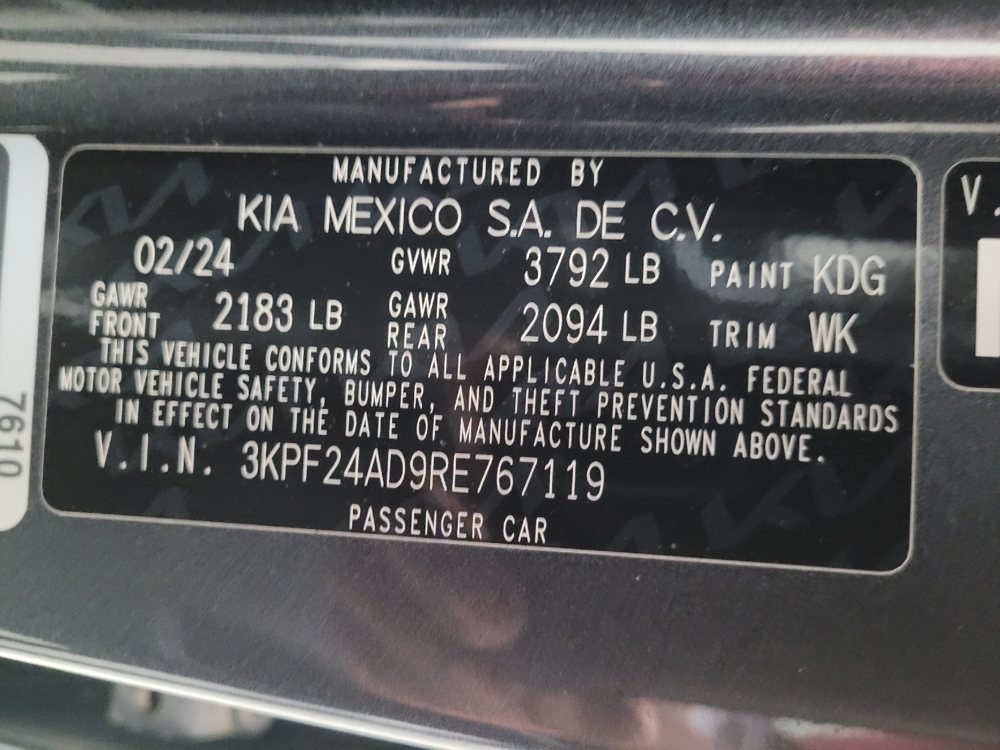 MANUFACTURED BY
KIA MEXICO S.A. DE C.V.
02/24 GVWR 3792 LB PAINT KDG
GAWR FRONT 2183 LB GAWR REAR 2094 LB TRIM WK
THIS VEHICLE CONFORMS TO ALL APPLICABLE U.S.A. FEDERAL
MOTOR VEHICLE SAFETY, BUMPER, AND THEFT PREVENTION STANDARDS
IN EFFECT ON THE DATE OF MANUFACTURE SHOWN ABOVE.
V.I.N. 3KPF24AD9RE767119
PASSENGER CAR
7610
V.